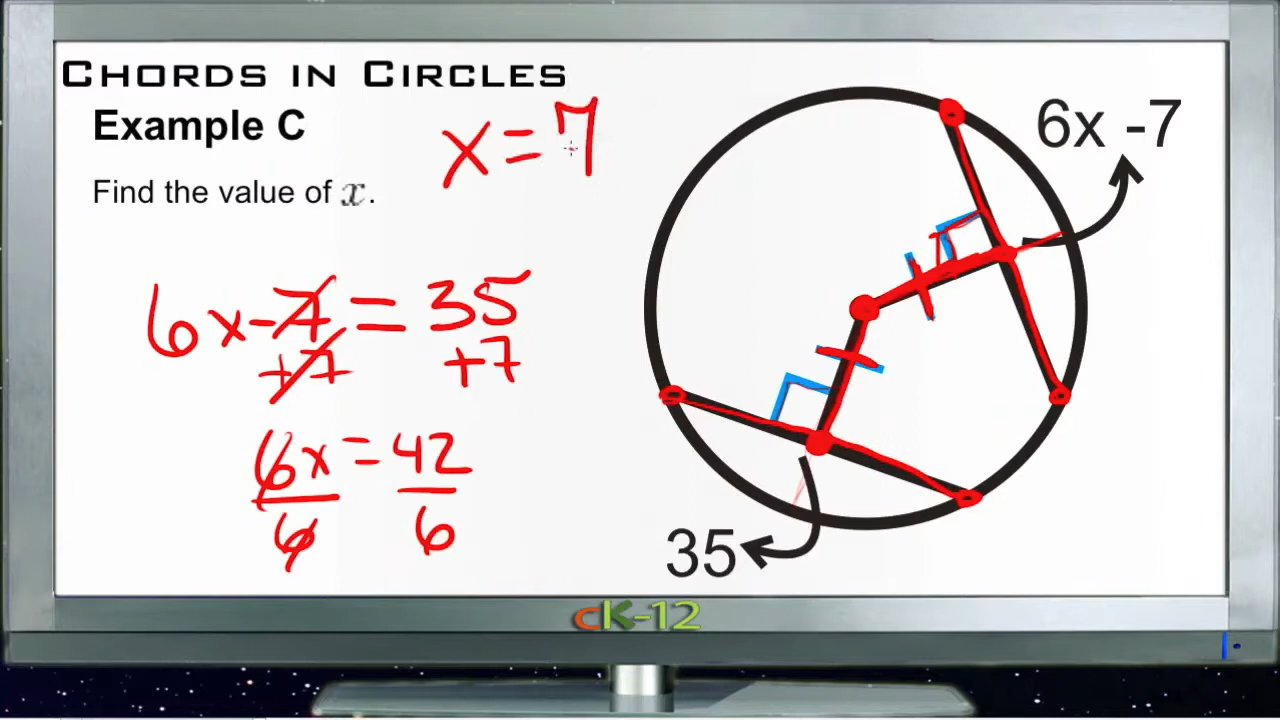 CHORDS IN CIRCLES
Example C
x = 7
Find the value of x.
6x - 7 = 35
+7 +7
6x = 42
6 6
6x -7
35
cK-12